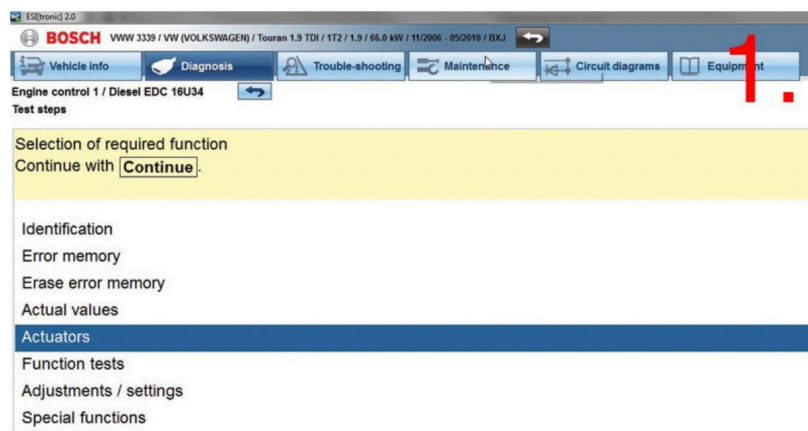 ESI[tronic] 2.0
BOSCH VWW 3339 / VW (VOLKSWAGEN) / Touran 1.9 TDI / 1T2 / 1.9 / 66.0 kW / 11/2006 - 05/2010 / BXJ
1.
Vehicle info Diagnosis Trouble-shooting Maintenance Circuit diagrams Equipment
Engine control 1 / Diesel EDC 16U34
Test steps
Selection of required function
Continue with Continue.
Identification
Error memory
Erase error memory
Actual values
Actuators
Function tests
Adjustments / settings
Special functions